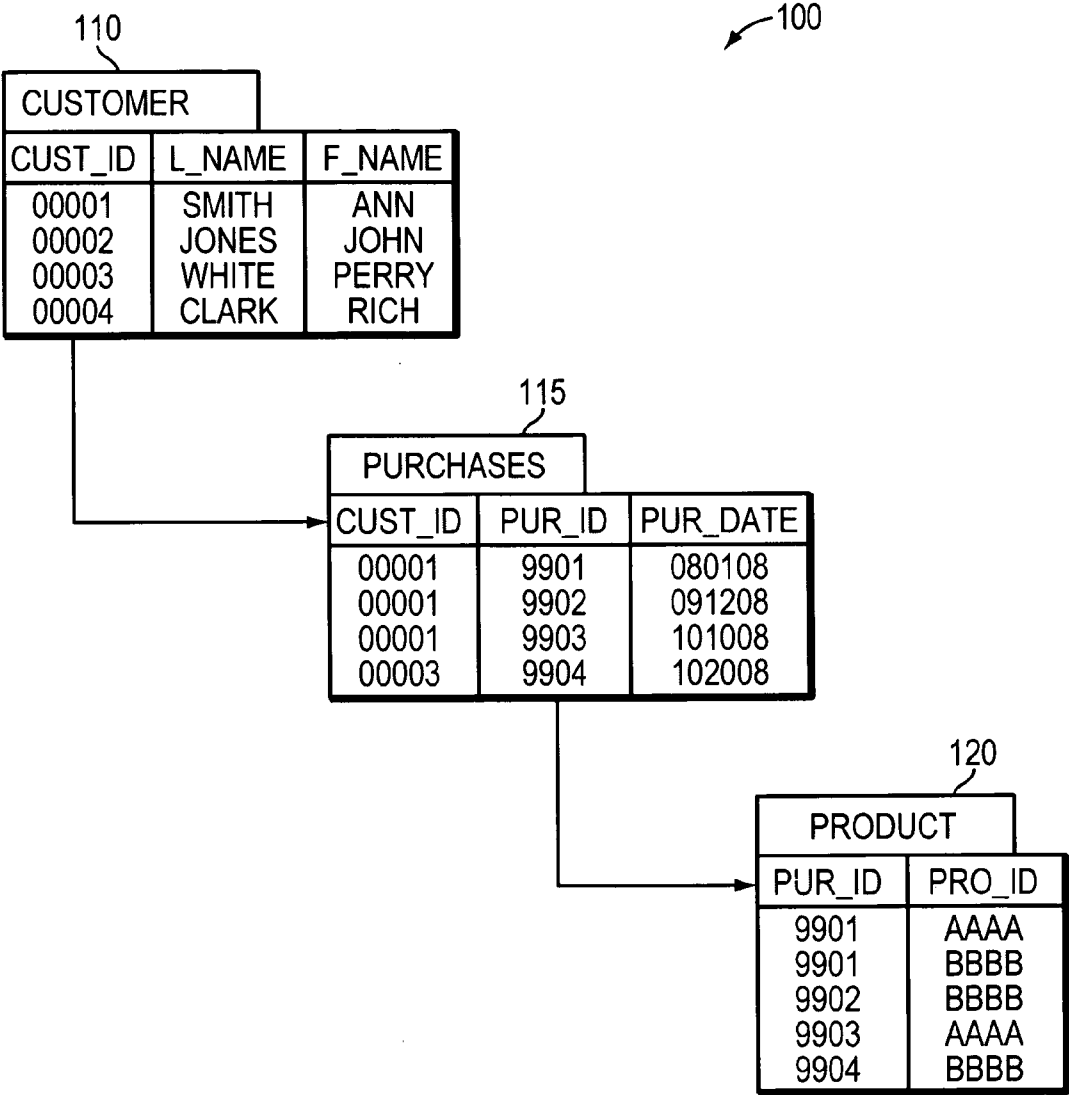 100
110
CUSTOMER
CUST_ID L_NAME F_NAME
00001 SMITH ANN
00002 JONES JOHN
00003 WHITE PERRY
00004 CLARK RICH
115
PURCHASES
CUST_ID PUR_ID PUR_DATE
00001 9901 080108
00001 9902 091208
00001 9903 101008
00003 9904 102008
120
PRODUCT
PUR_ID PRO_ID
9901 AAAA
9901 BBBB
9902 BBBB
9903 AAAA
9904 BBBB